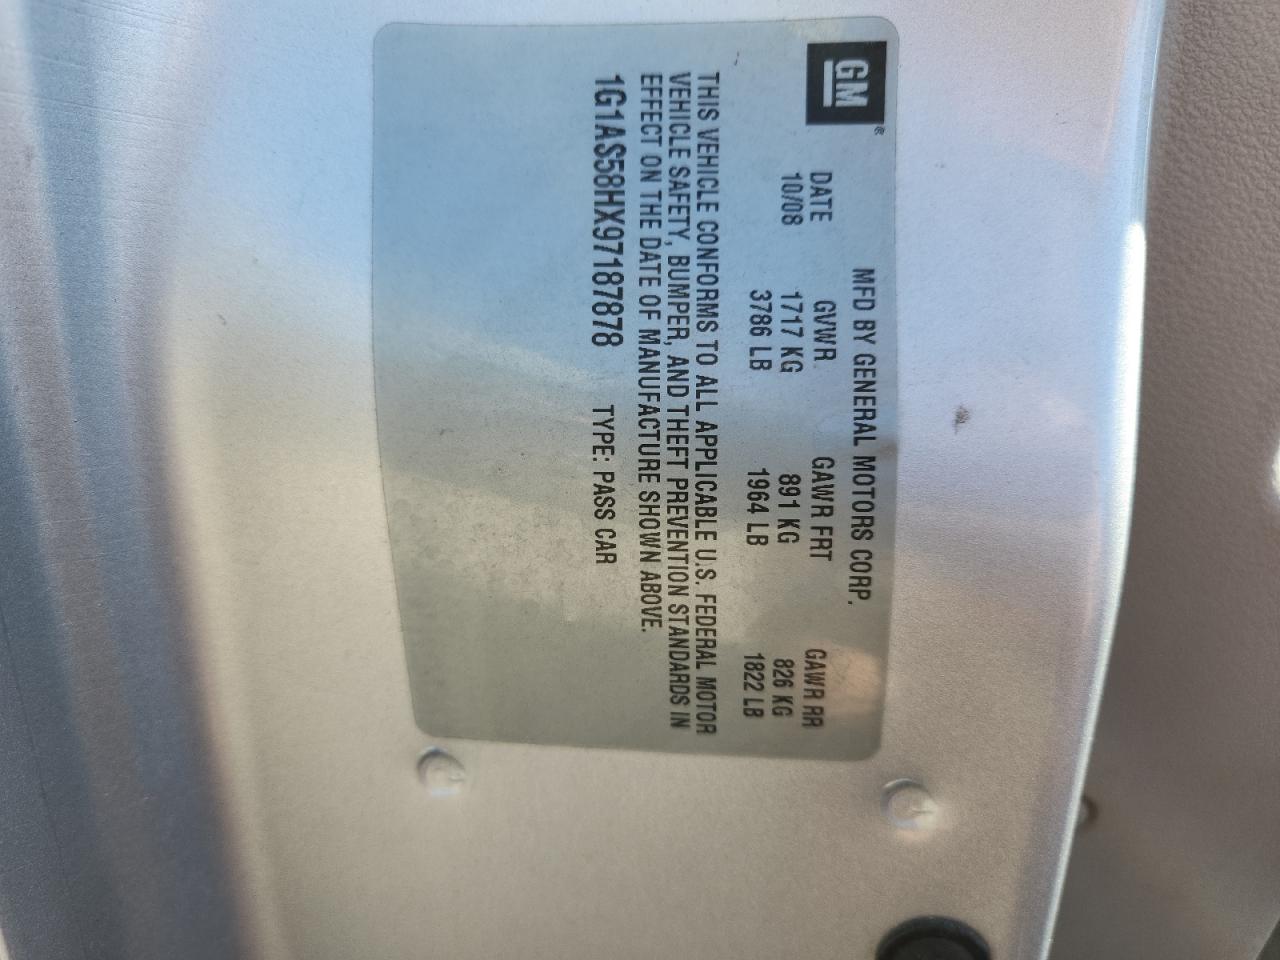 GM ®
MFD BY GENERAL MOTORS CORP.
DATE GVWR GAWR FRT GAWR RR
10/08 1717 KG 891 KG 826 KG
3786 LB 1964 LB 1822 LB
THIS VEHICLE CONFORMS TO ALL APPLICABLE U.S. FEDERAL MOTOR
VEHICLE SAFETY, BUMPER, AND THEFT PREVENTION STANDARDS IN
EFFECT ON THE DATE OF MANUFACTURE SHOWN ABOVE.
1G1AS58HX97187878 TYPE: PASS CAR